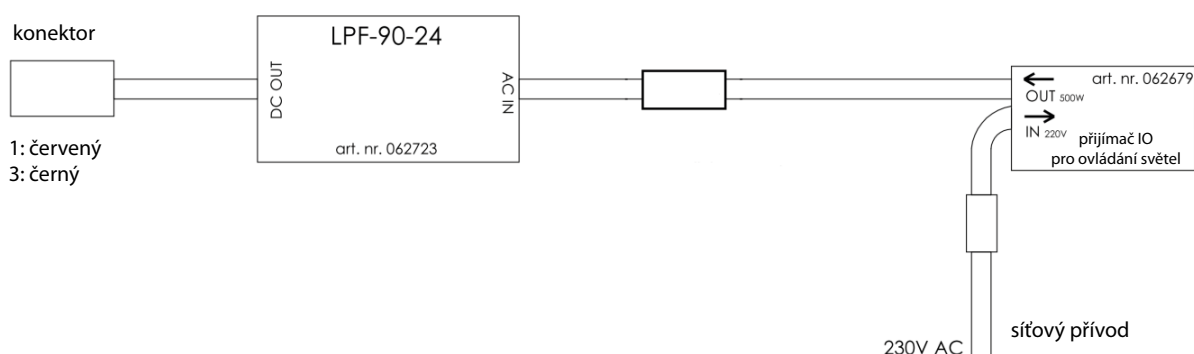 konektor
LPF-90-24
DC OUT
AC IN
art. nr. 062723
1: červený
3: černý
art. nr. 062679
OUT 500W
IN 220V
přijímač IO
pro ovládání světel
síťový přívod
230V AC